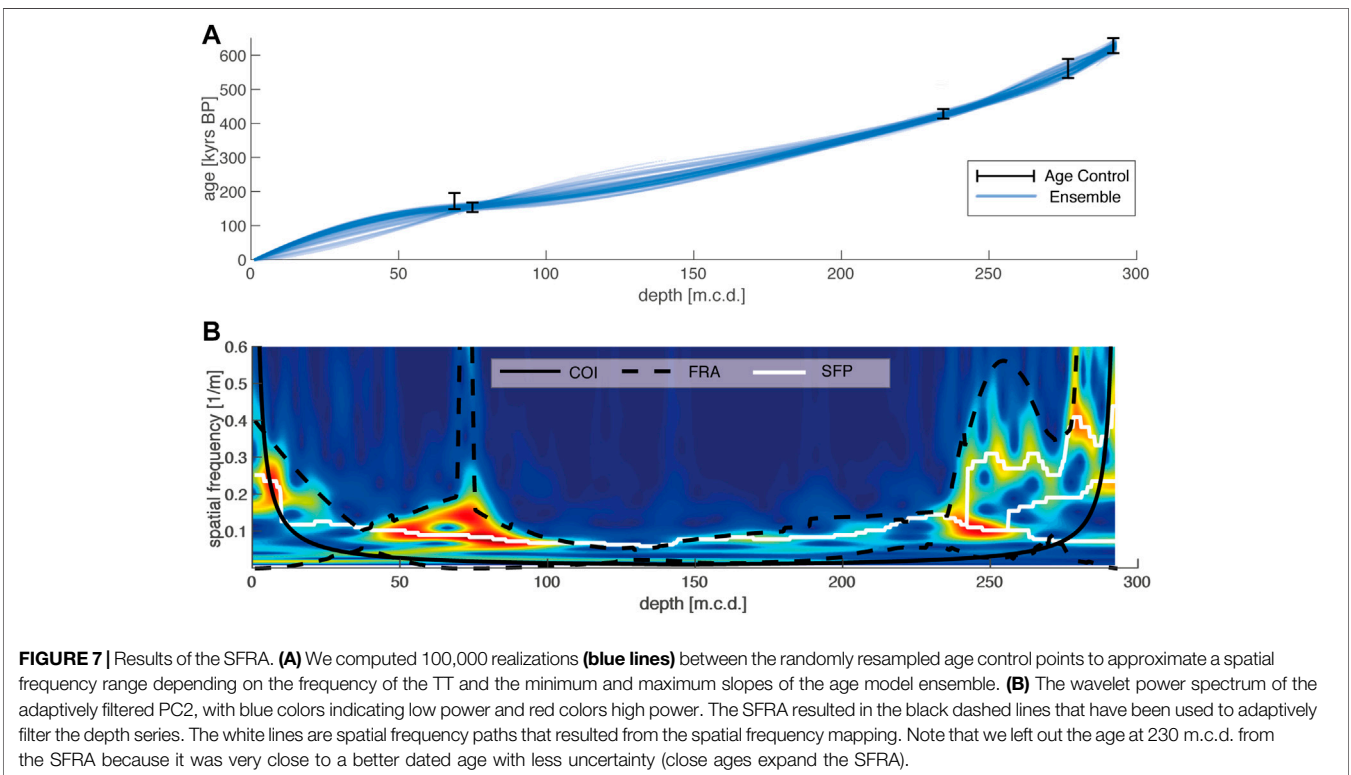 A
600
500
400
300
200
100
0
age [kyrs BP]
Age Control
Ensemble
0 50 100 150 200 250 300
depth [m.c.d.]
B
0.6
0.5
0.4
0.3
0.2
0.1
spatial frequency [1/m]
COI FRA SFP
0 50 100 150 200 250 300
depth [m.c.d.]
FIGURE 7 | Results of the SFRA. (A) We computed 100,000 realizations (blue lines) between the randomly resampled age control points to approximate a spatial
frequency range depending on the frequency of the TT and the minimum and maximum slopes of the age model ensemble. (B) The wavelet power spectrum of the
adaptively filtered PC2, with blue colors indicating low power and red colors high power. The SFRA resulted in the black dashed lines that have been used to adaptively
filter the depth series. The white lines are spatial frequency paths that resulted from the spatial frequency mapping. Note that we left out the age at 230 m.c.d. from
the SFRA because it was very close to a better dated age with less uncertainty (close ages expand the SFRA).